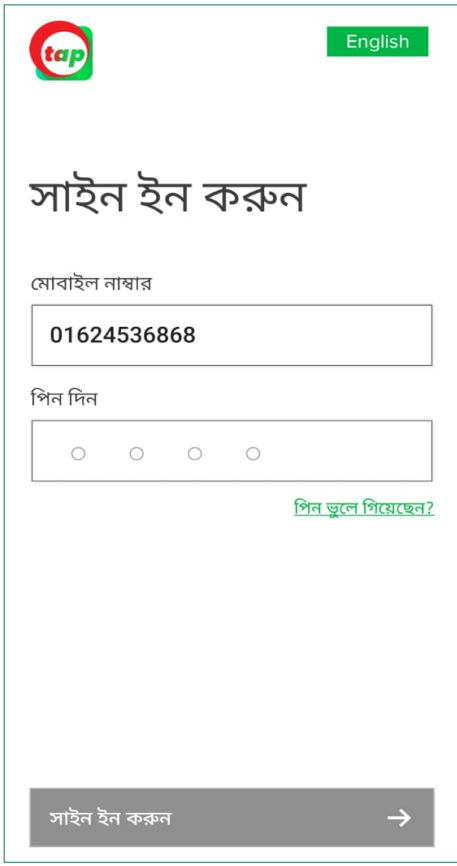 tap
English
সাইন ইন করুন
মোবাইল নাম্বার
01624536868
পিন দিন
পিন ভুলে গিয়েছেন?
সাইন ইন করুন